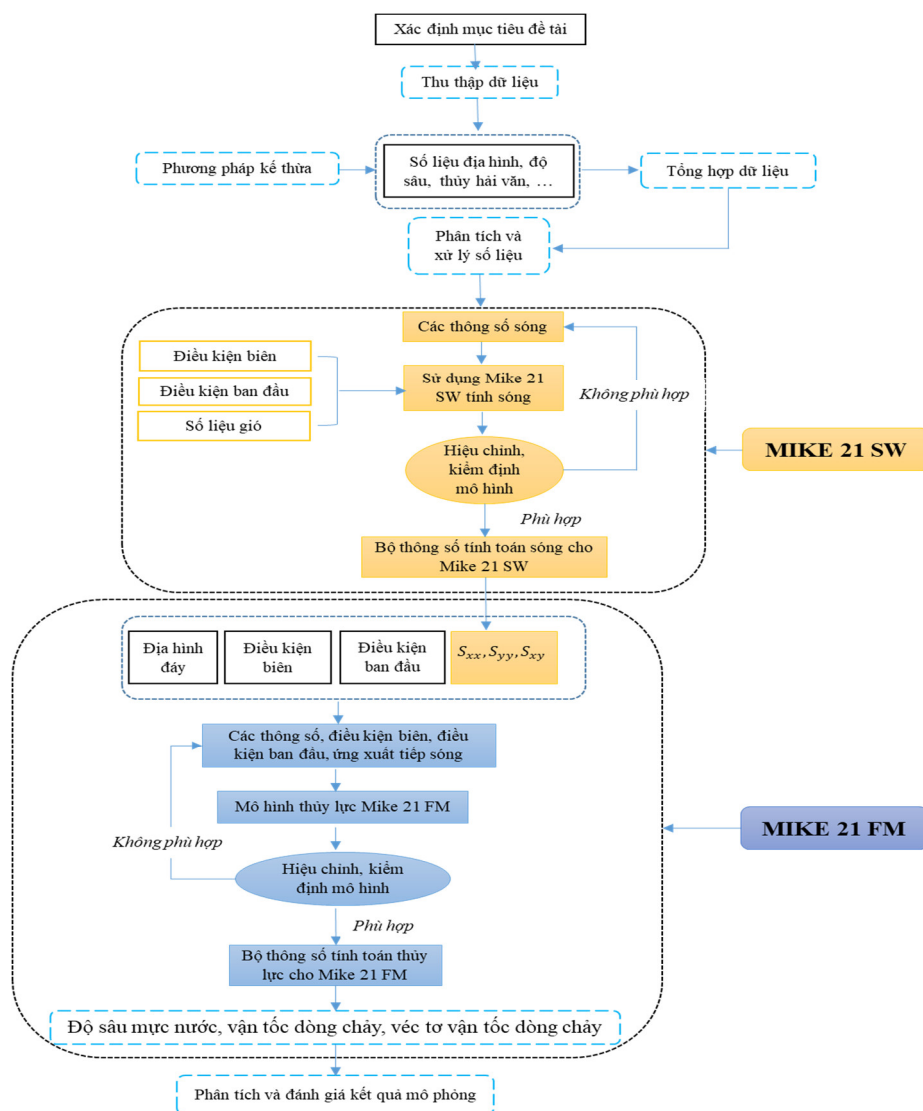 Xác định mục tiêu đề tài
Thu thập dữ liệu
Phương pháp kế thừa
Số liệu địa hình, độ
sâu, thủy hải văn, …
Tổng hợp dữ liệu
Phân tích và
xử lý số liệu
Các thông số sóng
Điều kiện biên
Điều kiện ban đầu
Số liệu gió
Sử dụng Mike 21
SW tính sóng
Không phù hợp
Hiệu chỉnh,
kiểm định
mô hình
MIKE 21 SW
Phù hợp
Bộ thông số tính toán sóng cho
Mike 21 SW
Địa hình
đáy
Điều kiện
biên
Điều kiện
ban đầu
Sxx, Syy, Sxy
Các thông số, điều kiện biên, điều
kiện ban đầu, ứng xuất tiếp sóng
Mô hình thủy lực Mike 21 FM
MIKE 21 FM
Không phù hợp
Hiệu chỉnh, kiểm
định mô hình
Phù hợp
Bộ thông số tính toán thủy
lực cho Mike 21 FM
Độ sâu mực nước, vận tốc dòng chảy, véc tơ vận tốc dòng chảy
Phân tích và đánh giá kết quả mô phỏng